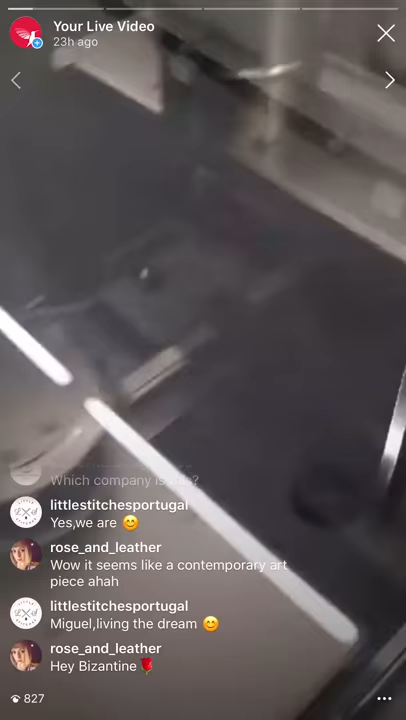 Your Live Video
23h ago
Which company is this?
littlestitchesportugal
Yes,we are 😊
rose_and_leather
Wow it seems like a contemporary art
piece ahah
littlestitchesportugal
Miguel,living the dream 😊
rose_and_leather
Hey Bizantine🌹
827